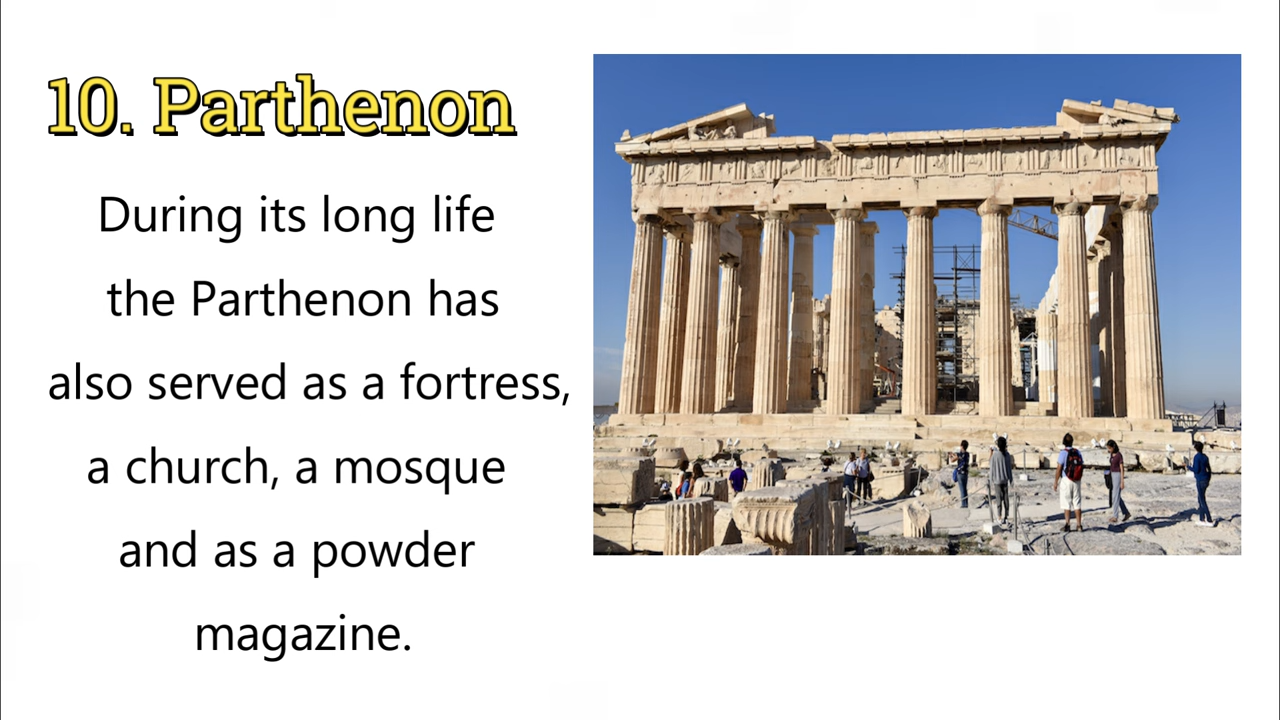 10. Parthenon
During its long life
the Parthenon has
also served as a fortress,
a church, a mosque
and as a powder
magazine.